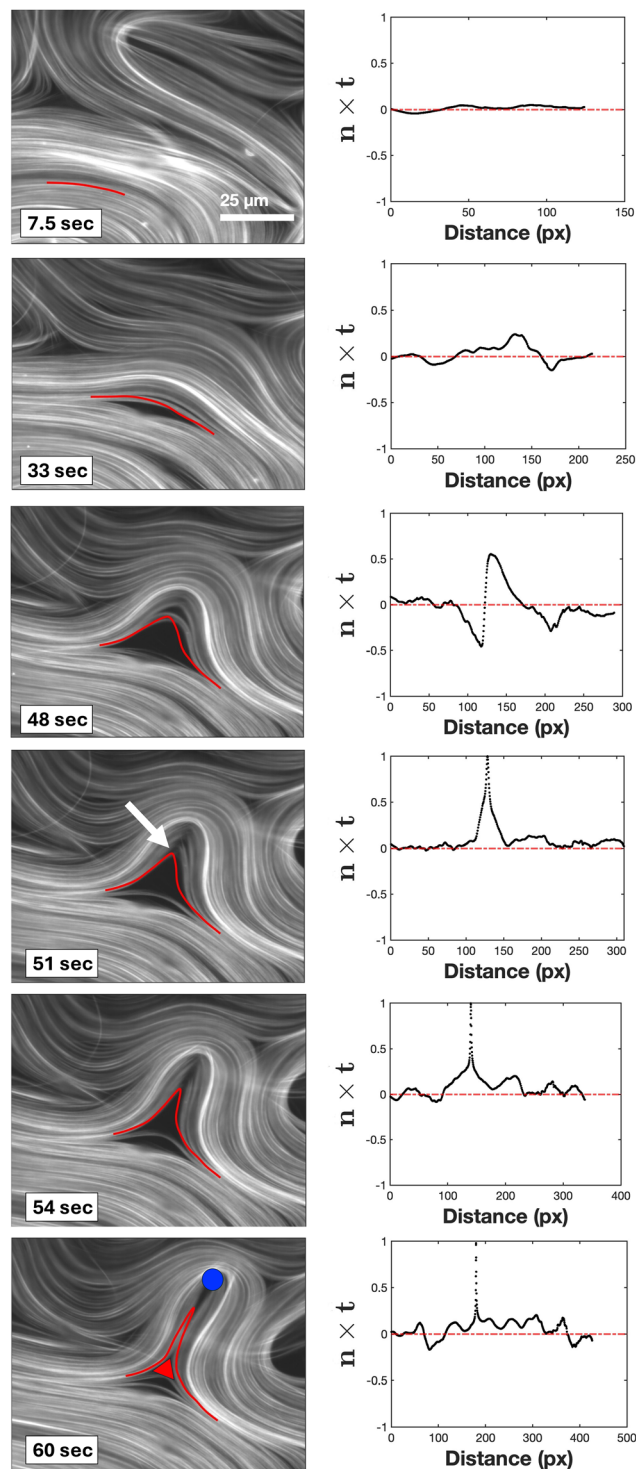 25 µm
7.5 sec
n × t
1
0.5
0
-0.5
-1
0 50 100 150
Distance (px)
33 sec
n × t
1
0.5
0
-0.5
-1
0 50 100 150 200 250
Distance (px)
48 sec
n × t
1
0.5
0
-0.5
-1
0 50 100 150 200 250 300
Distance (px)
51 sec
n × t
1
0.5
0
-0.5
-1
0 50 100 150 200 250 300
Distance (px)
54 sec
n × t
1
0.5
0
-0.5
-1
0 100 200 300 400
Distance (px)
60 sec
n × t
1
0.5
0
-0.5
-1
0 100 200 300 400 500
Distance (px)